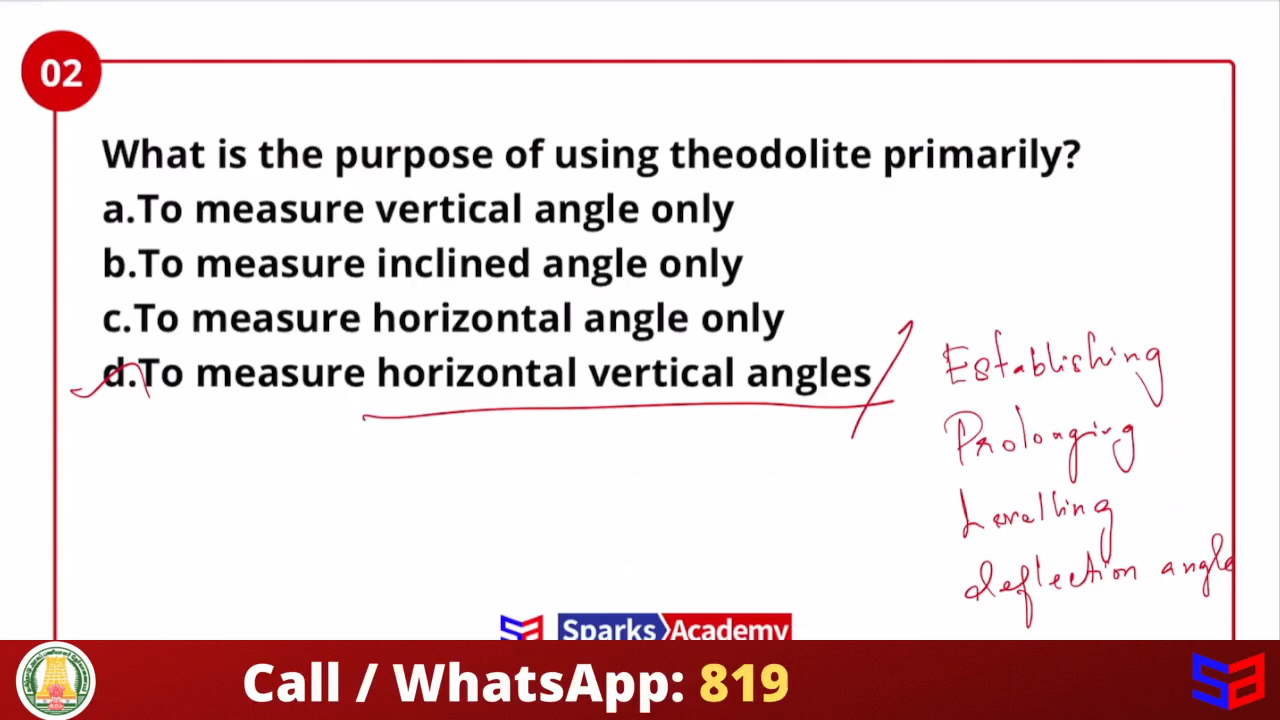 02
What is the purpose of using theodolite primarily?
a.To measure vertical angle only
b.To measure inclined angle only
c.To measure horizontal angle only
d.To measure horizontal vertical angles
Establishing
Prolonging
Levelling
deflection angle
Sparks Academy
Call / WhatsApp: 819
SA